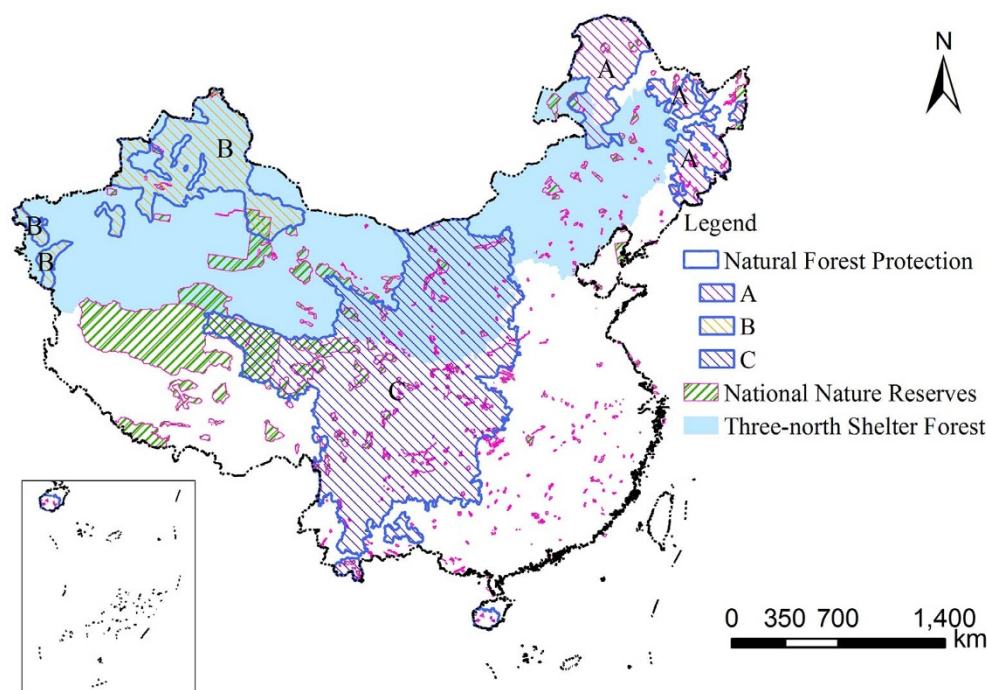 N
A
A
A
B
B
B
C
Legend
Natural Forest Protection
A
B
C
National Nature Reserves
Three-north Shelter Forest
0 350 700 1,400
km